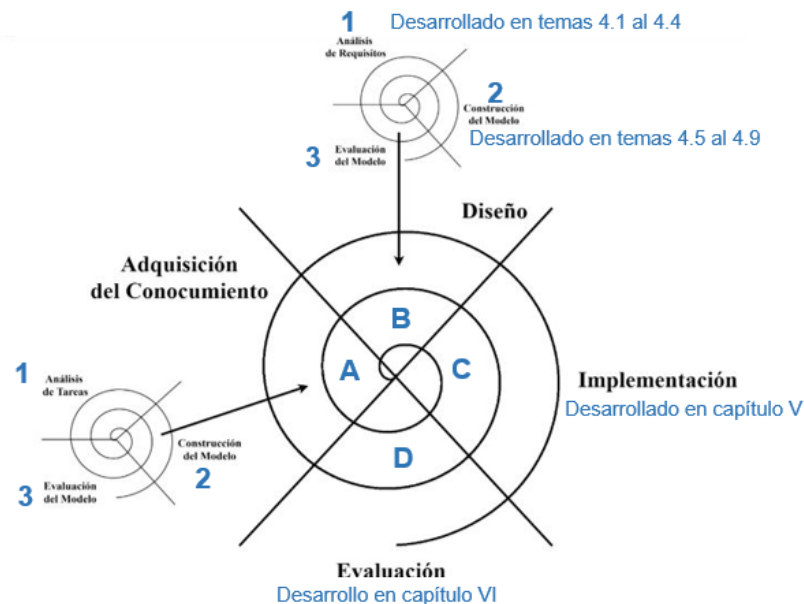 1
Desarrollado en temas 4.1 al 4.4
Análisis
de Requisitos
2
Construcción
del Modelo
Desarrollado en temas 4.5 al 4.9
3
Evaluación
del Modelo
Diseño
Adquisición
del Conocumiento
B
A
C
D
1
Análisis
de Tareas
Construcción
del Modelo
2
3
Evaluación
del Modelo
Implementación
Desarrollado en capítulo V
Evaluación
Desarrollo en capítulo VI